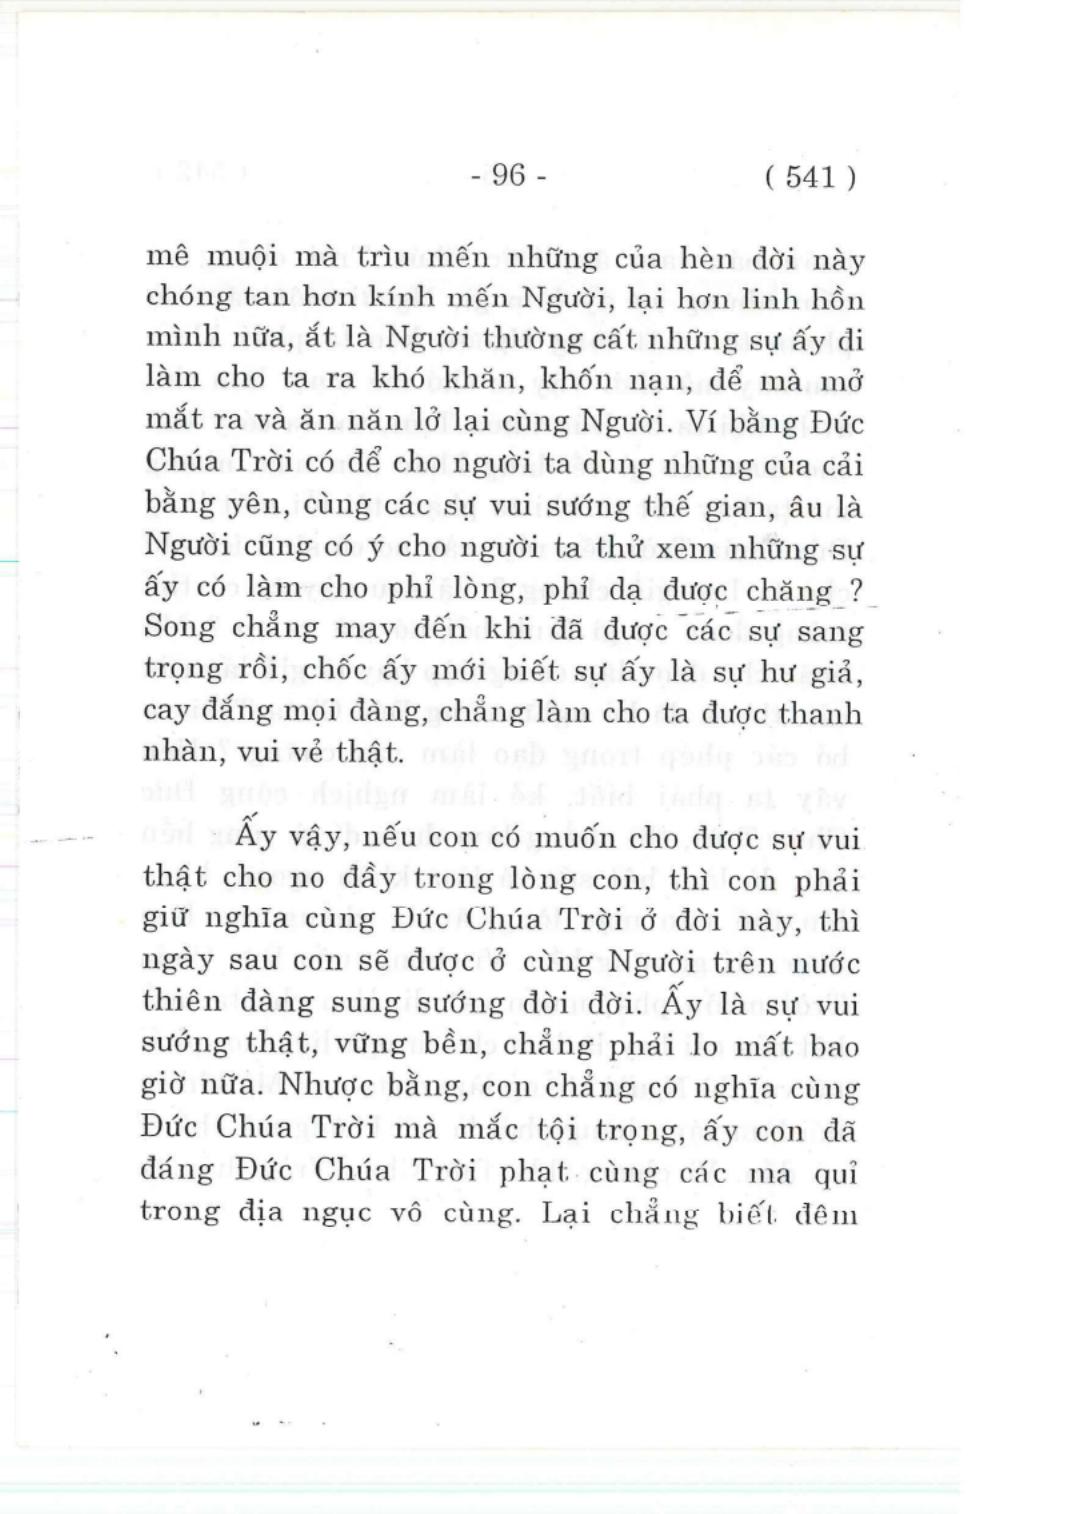 - 96 - ( 541 )
mê muội mà trìu mến những của hèn đời này
chóng tan hơn kính mến Người, lại hơn linh hồn
mình nữa, ắt là Người thường cất những sự ấy đi
làm cho ta ra khó khăn, khốn nạn, để mà mở
mắt ra và ăn năn lở lại cùng Người. Ví bằng Đức
Chúa Trời có để cho người ta dùng những của cải
bằng yên, cùng các sự vui sướng thế gian, âu là
Người cũng có ý cho người ta thử xem những sự
ấy có làm cho phỉ lòng, phỉ dạ được chăng ?
Song chẳng may đến khi đã được các sự sang
trọng rồi, chốc ấy mới biết sự ấy là sự hư giả,
cay đắng mọi đàng, chẳng làm cho ta được thanh
nhàn, vui vẻ thật.
Ấy vậy, nếu con có muốn cho được sự vui
thật cho no đầy trong lòng con, thì con phải
giữ nghĩa cùng Đức Chúa Trời ở đời này, thì
ngày sau con sẽ được ở cùng Người trên nước
thiên đàng sung sướng đời đời. Ấy là sự vui
sướng thật, vững bền, chẳng phải lo mất bao
giờ nữa. Nhược bằng, con chẳng có nghĩa cùng
Đức Chúa Trời mà mắc tội trọng, ấy con đã
đáng Đức Chúa Trời phạt cùng các ma quỉ
trong địa ngục vô cùng. Lại chẳng biết đêm